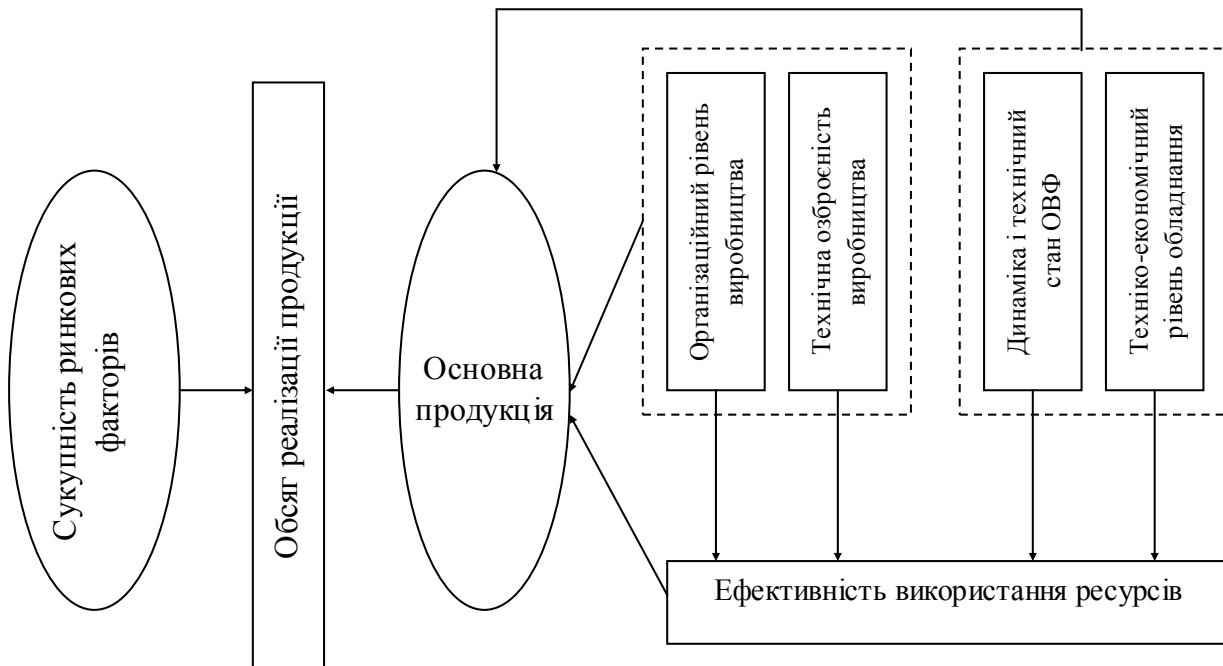 Сукупність ринкових
факторів
Обсяг реалізації продукції
Основна
продукція
Організаційний рівень
виробництва
Технічна озброєність
виробництва
Динаміка і технічний
стан ОВФ
Техніко-економічний
рівень обладнання
Ефективність використання ресурсів